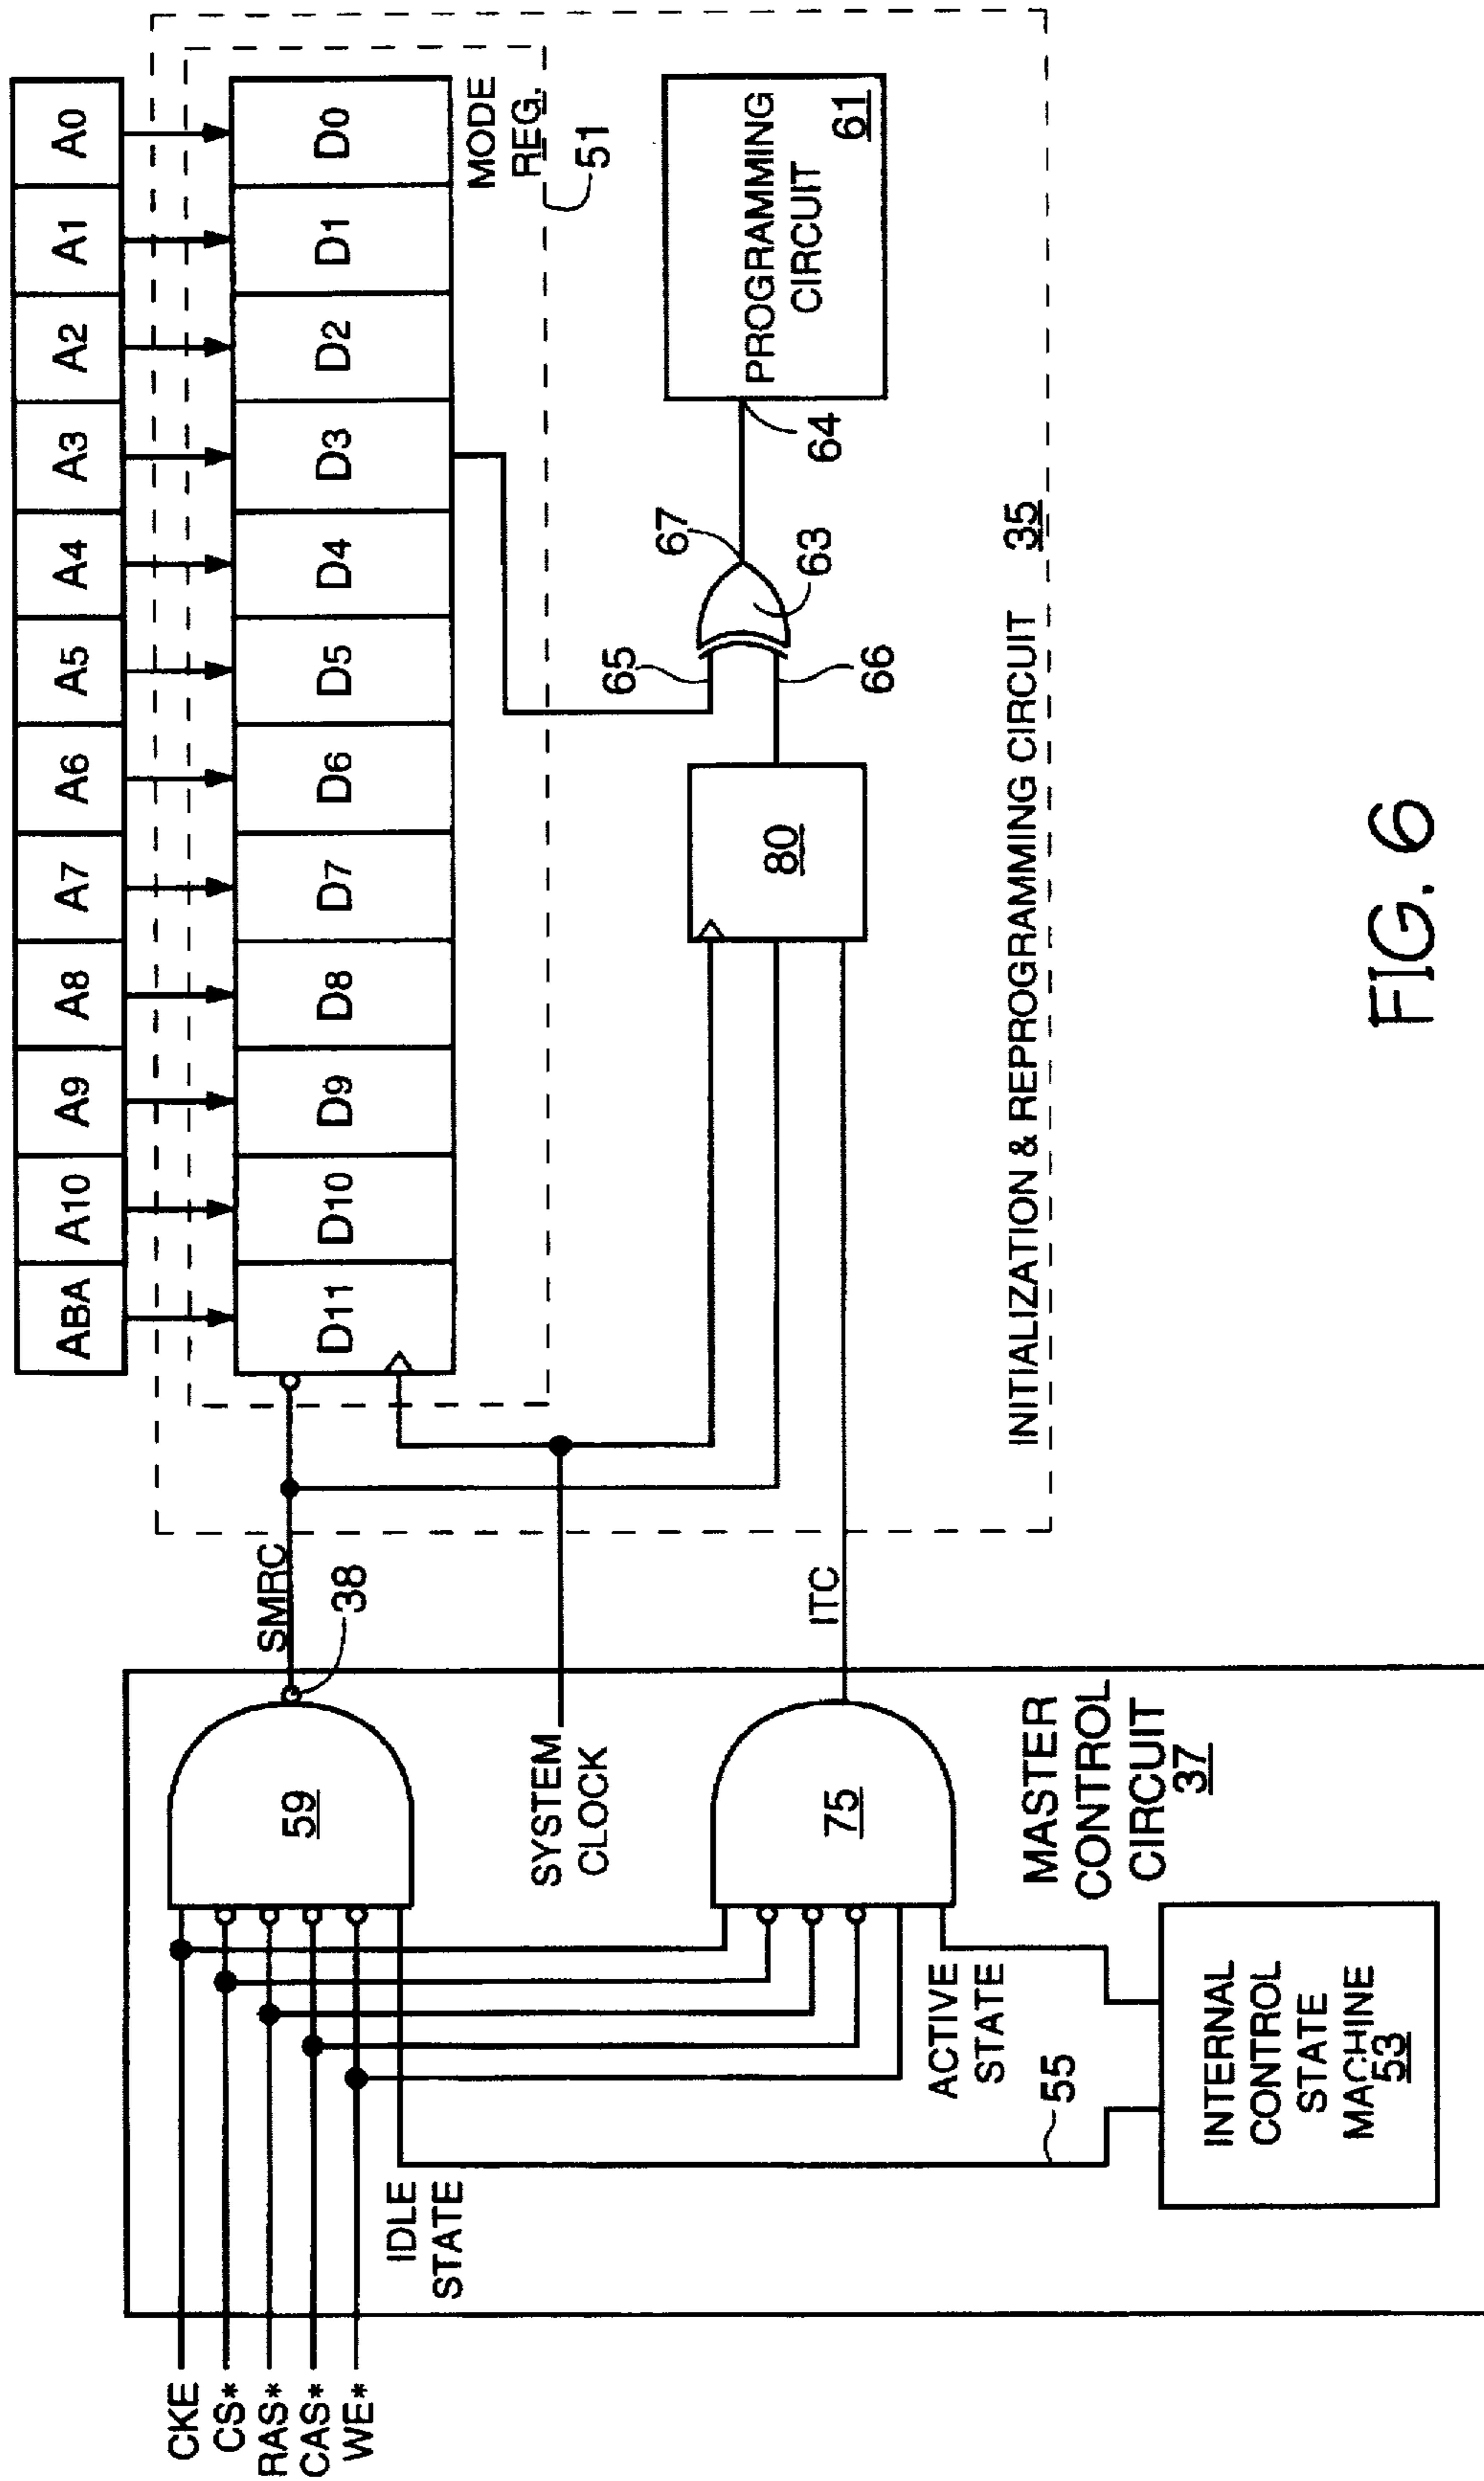 ABA A10 A9 A8 A7 A6 A5 A4 A3 A2 A1 A0
D11 D10 D9 D8 D7 D6 D5 D4 D3 D2 D1 D0
MODE
REG.
51
CKE
CS*
RAS*
CAS*
WE*
59
SMRC
38
IDLE
STATE
SYSTEM
CLOCK
65
67
PROGRAMMING
CIRCUIT
61
64
63
66
80
75
ITC
ACTIVE
STATE
MASTER
CONTROL
CIRCUIT
37
55
INTERNAL
CONTROL
STATE
MACHINE
53
INITIALIZATION & REPROGRAMMING CIRCUIT 35
FIG. 6